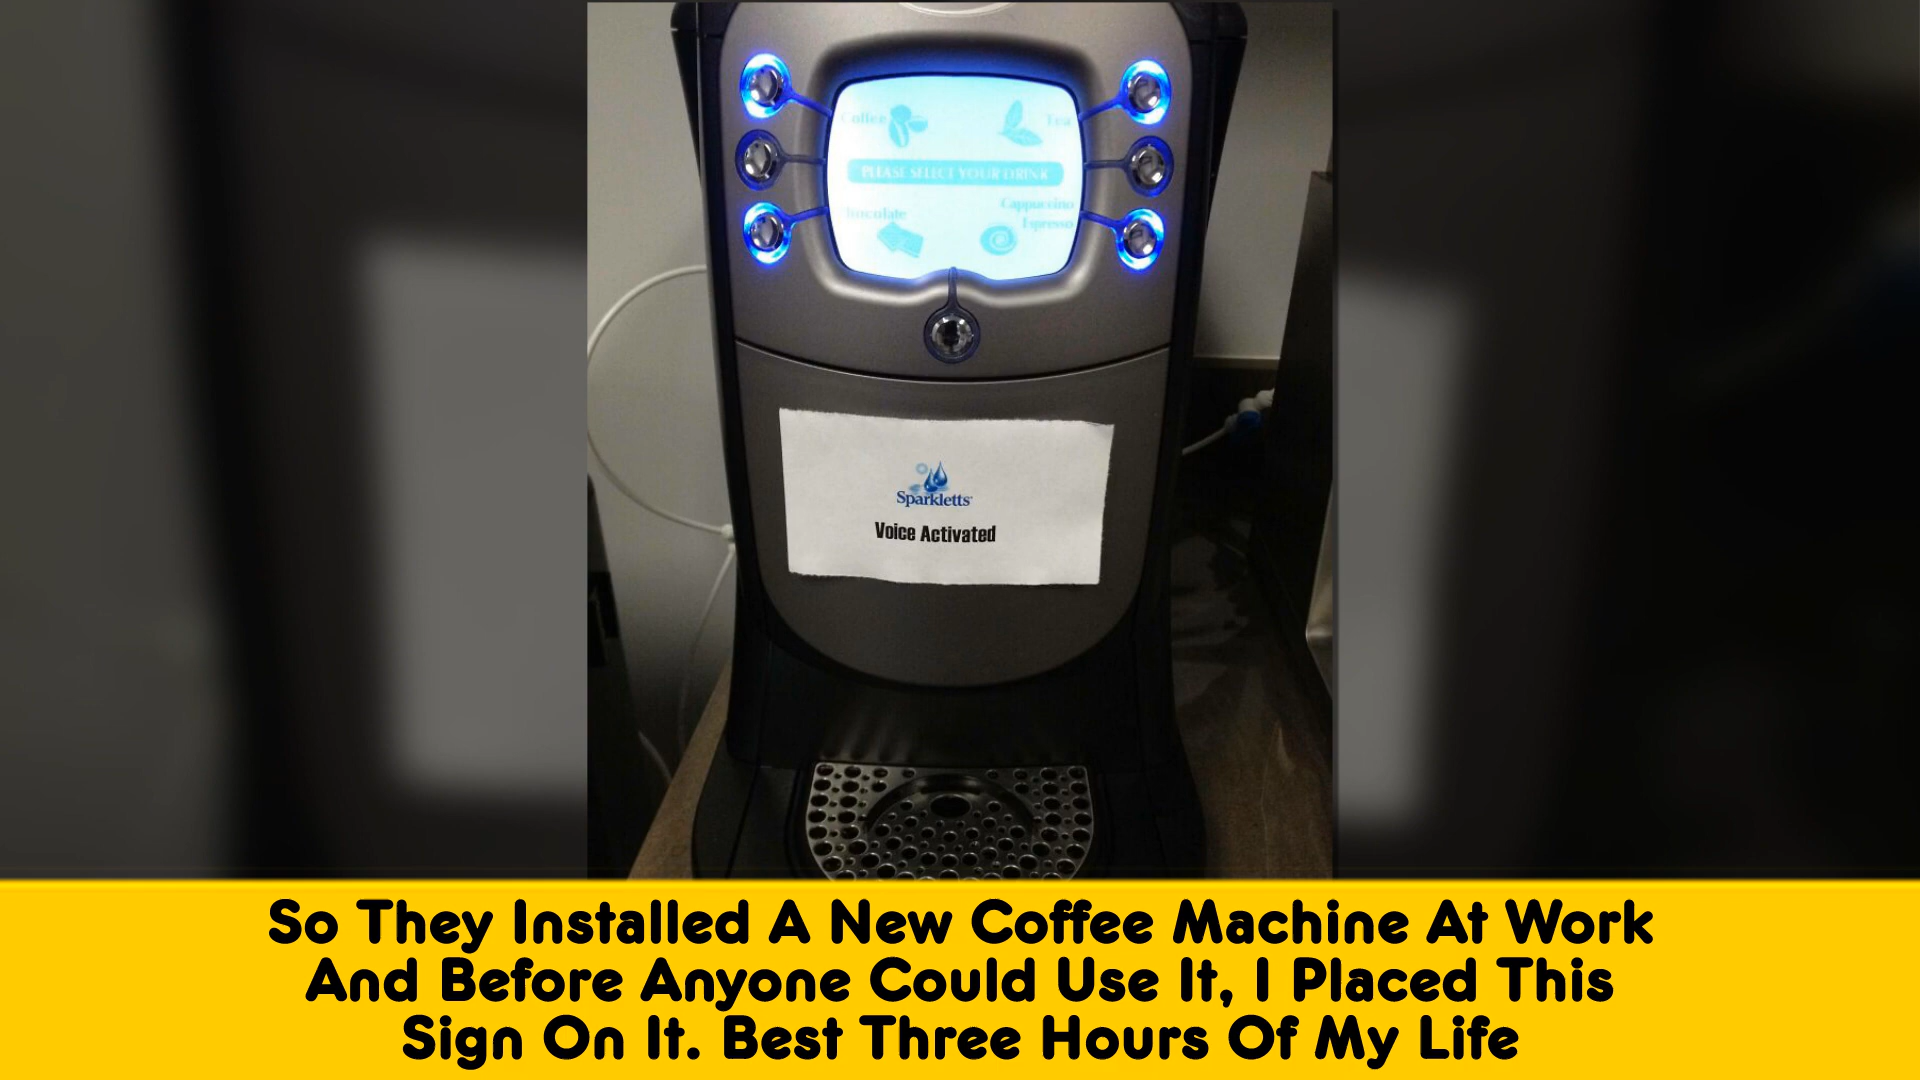 Coffee
Tea
PLEASE SELECT YOUR DRINK
Chocolate
Cappuccino
Espresso
Sparkletts
Voice Activated
So They Installed A New Coffee Machine At Work
And Before Anyone Could Use It, I Placed This
Sign On It. Best Three Hours Of My Life